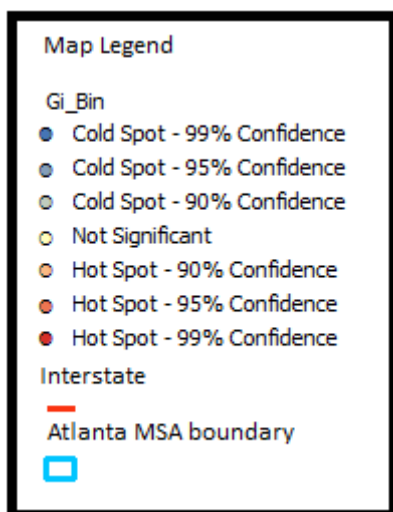 Map Legend
Gi_Bin
Cold Spot - 99% Confidence
Cold Spot - 95% Confidence
Cold Spot - 90% Confidence
Not Significant
Hot Spot - 90% Confidence
Hot Spot - 95% Confidence
Hot Spot - 99% Confidence
Interstate
Atlanta MSA boundary